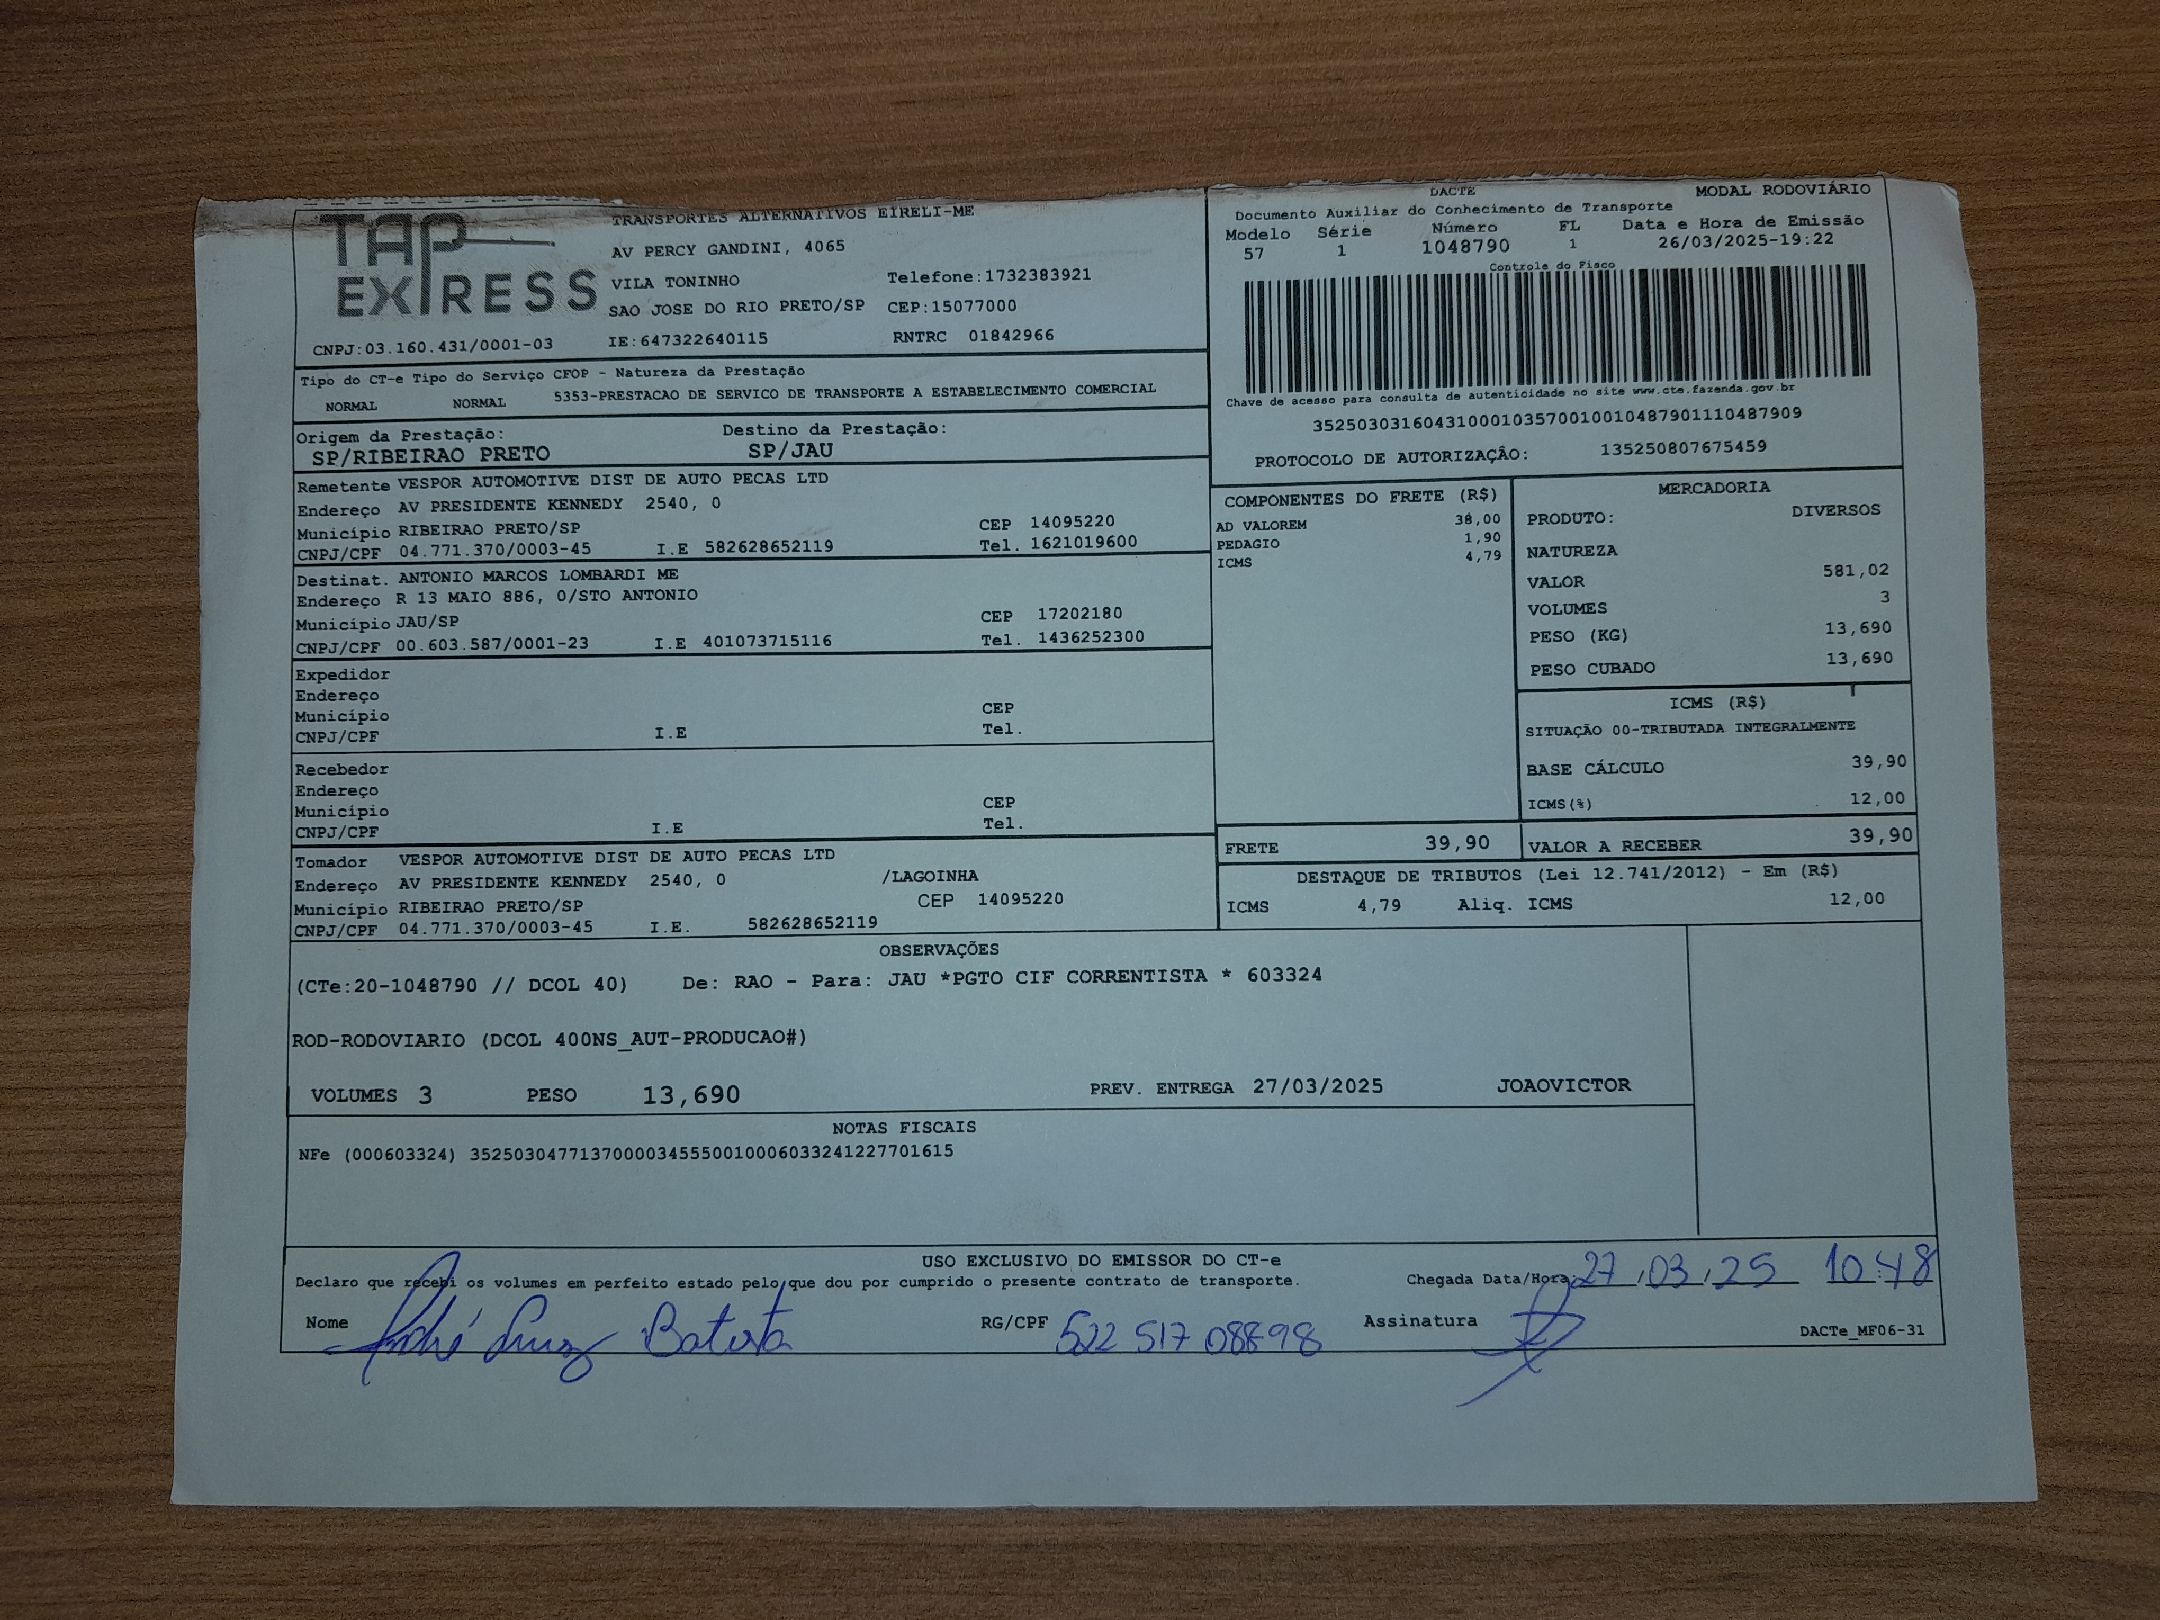 TAP
EXPRESS
TRANSPORTES ALTERNATIVOS EIRELI-ME
AV PERCY GANDINI, 4065
VILA TONINHO Telefone:1732383921
SAO JOSE DO RIO PRETO/SP CEP:15077000
CNPJ:03.160.431/0001-03 IE:647322640115 RNTRC 01842966
DACTE MODAL RODOVIÁRIO
Documento Auxiliar do Conhecimento de Transporte
Modelo Série Número FL Data e Hora de Emissão
57 1 1048790 1 26/03/2025-19:22
Controle do Fisco
Chave de acesso para consulta de autenticidade no site www.cte.fazenda.gov.br
35250303160431000103570010010487901110487909
PROTOCOLO DE AUTORIZAÇÂO: 135250807675459
Tipo do CT-e Tipo do Serviço CFOP - Natureza da Prestação
NORMAL NORMAL 5353-PRESTACAO DE SERVICO DE TRANSPORTE A ESTABELECIMENTO COMERCIAL
Origem da Prestação: Destino da Prestação:
SP/RIBEIRAO PRETO SP/JAU
Remetente VESPOR AUTOMOTIVE DIST DE AUTO PECAS LTD
Endereço AV PRESIDENTE KENNEDY 2540, 0
Município RIBEIRAO PRETO/SP CEP 14095220
CNPJ/CPF 04.771.370/0003-45 I.E 582628652119 Tel. 1621019600
Destinat. ANTONIO MARCOS LOMBARDI ME
Endereço R 13 MAIO 886, 0/STO ANTONIO
Município JAU/SP CEP 17202180
CNPJ/CPF 00.603.587/0001-23 I.E 401073715116 Tel. 1436252300
Expedidor
Endereço
Município CEP
CNPJ/CPF I.E Tel.
Recebedor
Endereço
Município CEP
CNPJ/CPF I.E Tel.
Tomador VESPOR AUTOMOTIVE DIST DE AUTO PECAS LTD
Endereço AV PRESIDENTE KENNEDY 2540, 0 /LAGOINHA
Município RIBEIRAO PRETO/SP CEP 14095220
CNPJ/CPF 04.771.370/0003-45 I.E. 582628652119
COMPONENTES DO FRETE (R$)
AD VALOREM 38,00
PEDAGIO 1,90
ICMS 4,79
MERCADORIA
PRODUTO: DIVERSOS
NATUREZA
VALOR 581,02
VOLUMES 3
PESO (KG) 13,690
PESO CUBADO 13,690
ICMS (R$)
SITUAÇÃO 00-TRIBUTADA INTEGRALMENTE
BASE CÁLCULO 39,90
ICMS(%) 12,00
FRETE 39,90 VALOR A RECEBER 39,90
DESTAQUE DE TRIBUTOS (Lei 12.741/2012) - Em (R$)
ICMS 4,79 Aliq. ICMS 12,00
OBSERVAÇÕES
(CTe:20-1048790 // DCOL 40) De: RAO - Para: JAU *PGTO CIF CORRENTISTA * 603324
ROD-RODOVIARIO (DCOL 400NS_AUT-PRODUCAO#)
VOLUMES 3 PESO 13,690 PREV. ENTREGA 27/03/2025 JOAOVICTOR
NOTAS FISCAIS
NFe (000603324) 35250304771370000345550010006033241227701615
USO EXCLUSIVO DO EMISSOR DO CT-e
Declaro que recebi os volumes em perfeito estado pelo que dou por cumprido o presente contrato de transporte. Chegada Data/Hora 27/03/25 10:48
Nome André Luiz Batista RG/CPF 522 517 08898 Assinatura
DACTe_MF06-31